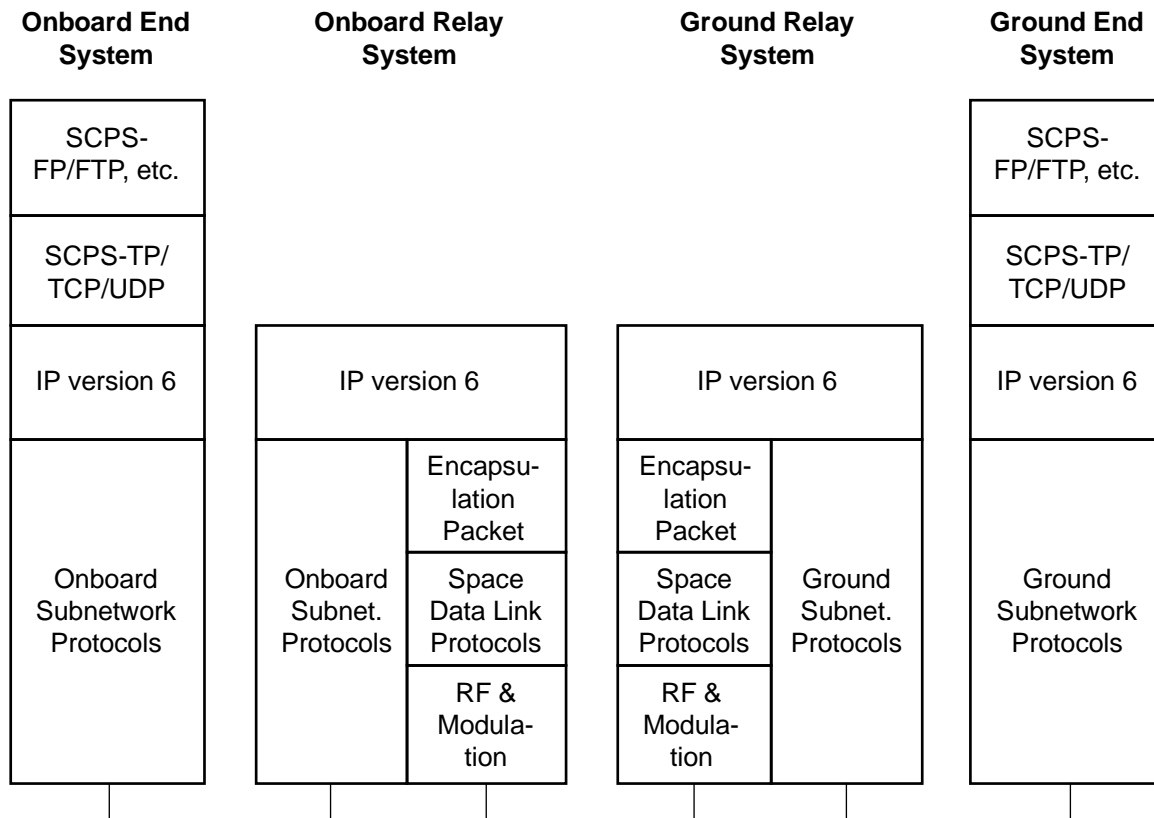 Onboard End
System
Onboard Relay
System
Ground Relay
System
Ground End
System
SCPS-
FP/FTP, etc.
SCPS-TP/
TCP/UDP
IP version 6
Onboard
Subnetwork
Protocols
IP version 6
Onboard
Subnet.
Protocols
Encapsu-
lation
Packet
Space
Data Link
Protocols
RF &
Modula-
tion
IP version 6
Encapsu-
lation
Packet
Space
Data Link
Protocols
RF &
Modula-
tion
Ground
Subnet.
Protocols
SCPS-
FP/FTP, etc.
SCPS-TP/
TCP/UDP
IP version 6
Ground
Subnetwork
Protocols